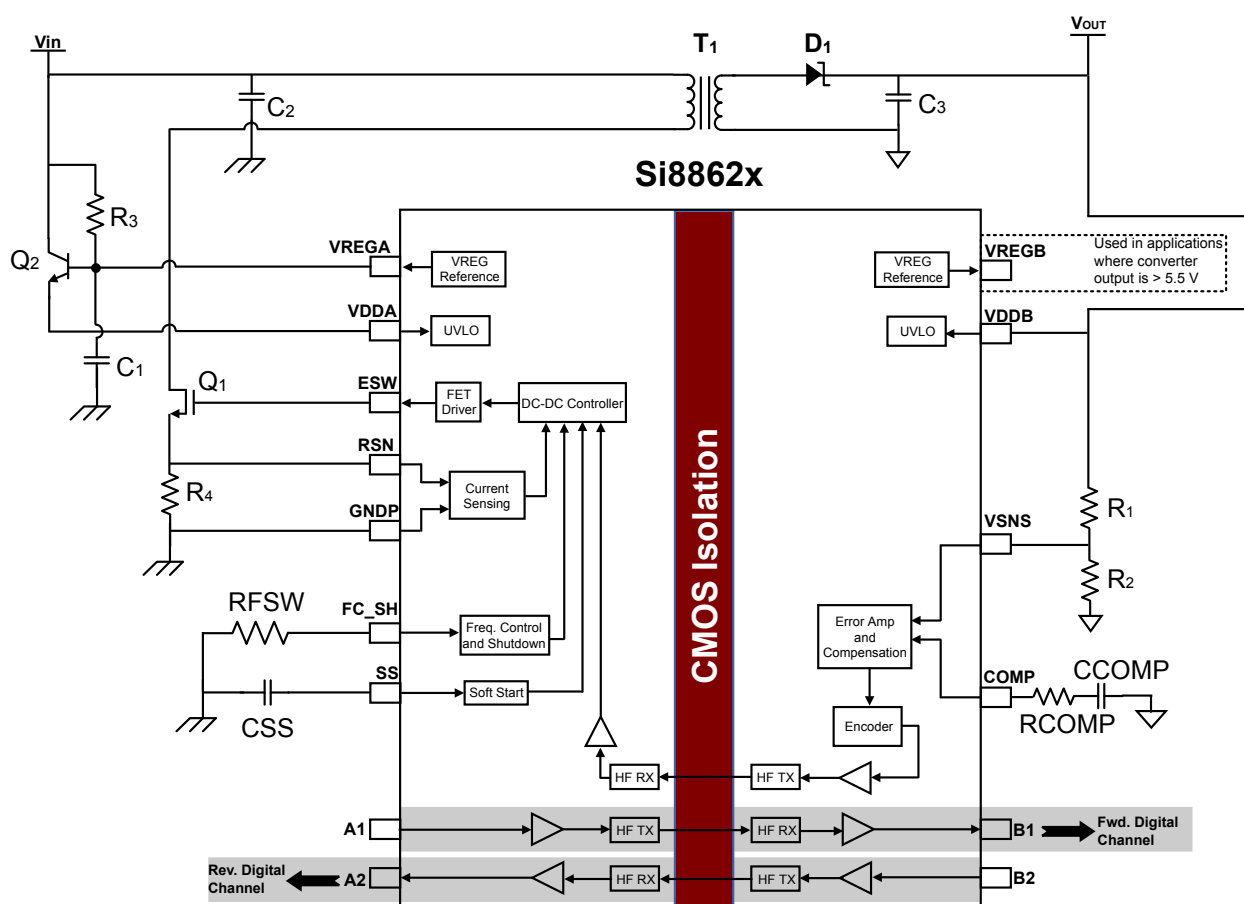 Vin
T1
D1
VOUT
C2
C3
Si8862x
R3
Q2
VREGA
VREG
Reference
VREG
Reference
VREGB
Used in applications
where converter
output is > 5.5 V
VDDA
UVLO
UVLO
VDDB
C1
Q1
ESW
FET
Driver
DC-DC Controller
CMOS Isolation
RSN
R4
Current
Sensing
GNDP
VSNS
R1
R2
RFSW
FC_SH
Freq. Control
and Shutdown
Error Amp
and
Compensation
SS
Soft Start
CSS
COMP
CCOMP
RCOMP
Encoder
HF RX
HF TX
A1
HF TX
HF RX
B1
Fwd. Digital
Channel
Rev. Digital
Channel
A2
HF RX
HF TX
B2